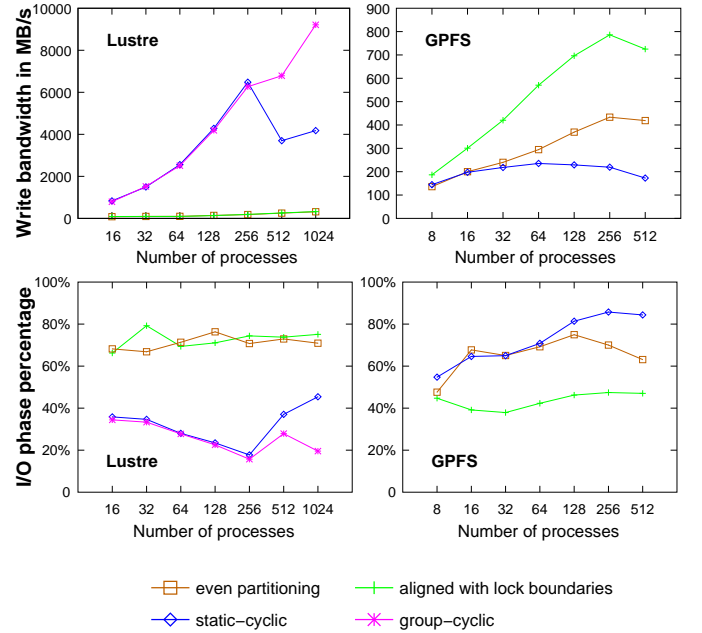 Write bandwidth in MB/s
10000
8000
6000
4000
2000
0
Lustre
16 32 64 128 256 512 1024
Number of processes
900
800
700
600
500
400
300
200
100
0
GPFS
8 16 32 64 128 256 512
Number of processes
I/O phase percentage
100%
80%
60%
40%
20%
0
Lustre
16 32 64 128 256 512 1024
Number of processes
100%
80%
60%
40%
20%
0
GPFS
8 16 32 64 128 256 512
Number of processes
even partitioning
aligned with lock boundaries
static-cyclic
group-cyclic